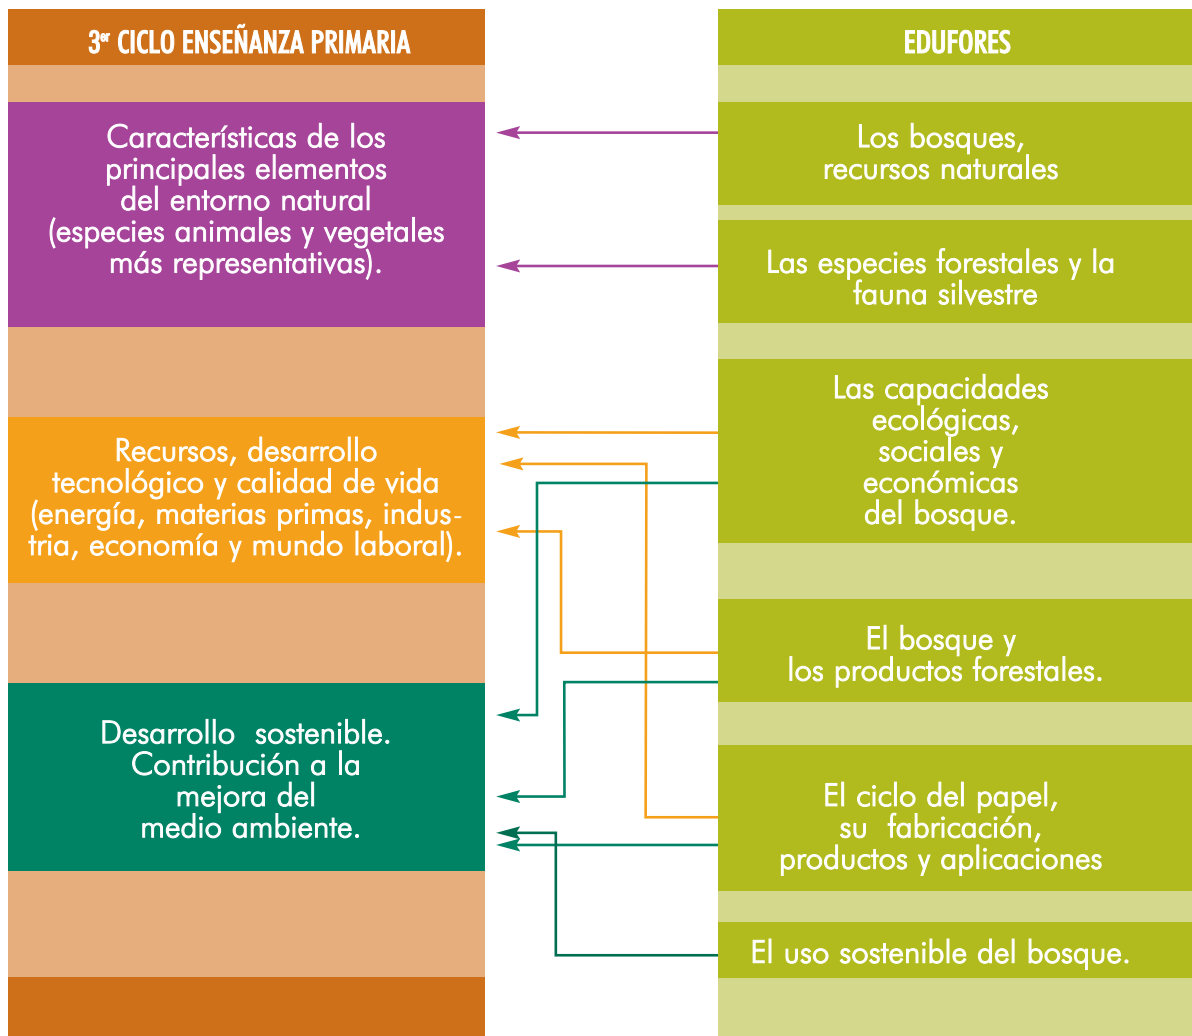 3er CICLO ENSEÑANZA PRIMARIA
Características de los
principales elementos
del entorno natural
(especies animales y vegetales
más representativas).
Recursos, desarrollo
tecnológico y calidad de vida
(energía, materias primas, indus-
tria, economía y mundo laboral).
Desarrollo sostenible.
Contribución a la
mejora del
medio ambiente.
EDUFORES
Los bosques,
recursos naturales
Las especies forestales y la
fauna silvestre
Las capacidades
ecológicas,
sociales y
económicas
del bosque.
El bosque y
los productos forestales.
El ciclo del papel,
su fabricación,
productos y aplicaciones
El uso sostenible del bosque.